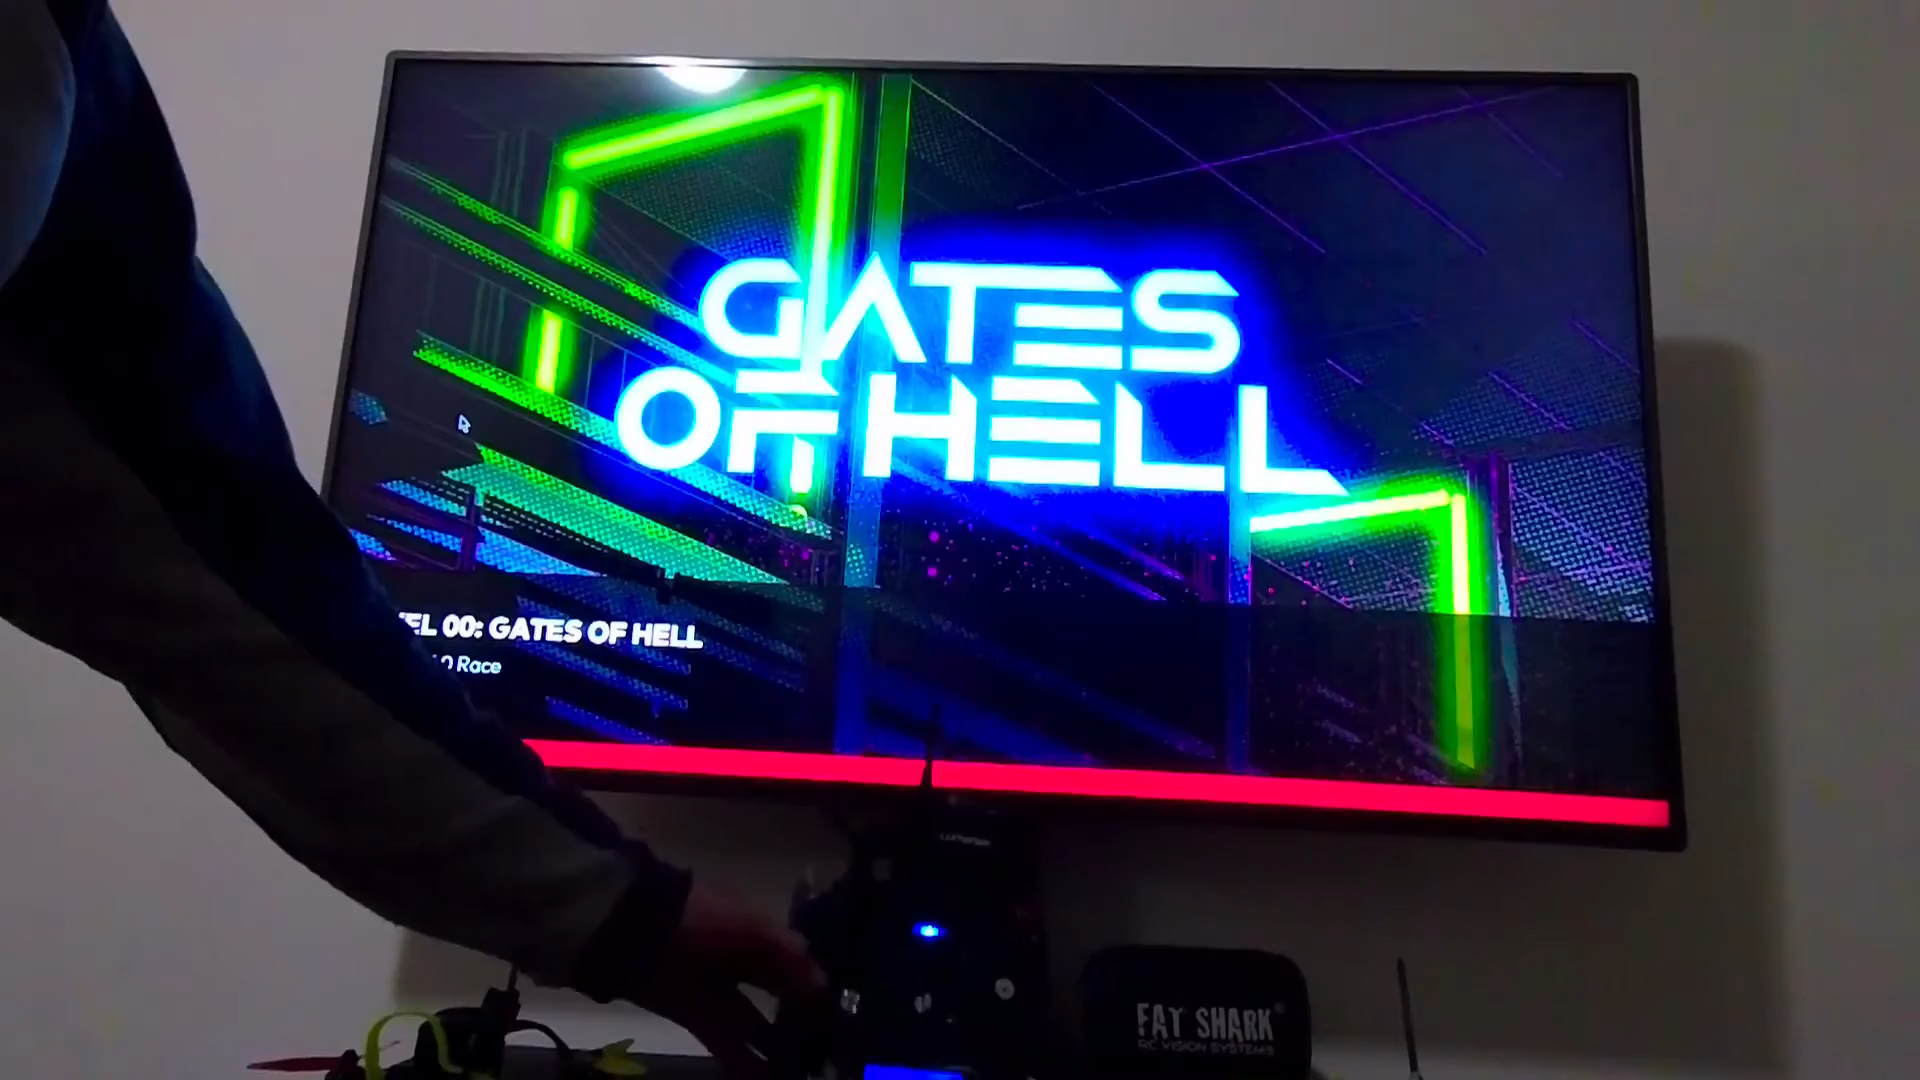 GATES
OF HELL
EL 00: GATES OF HELL
Race
FAT SHARK
RC VISION SYSTEMS